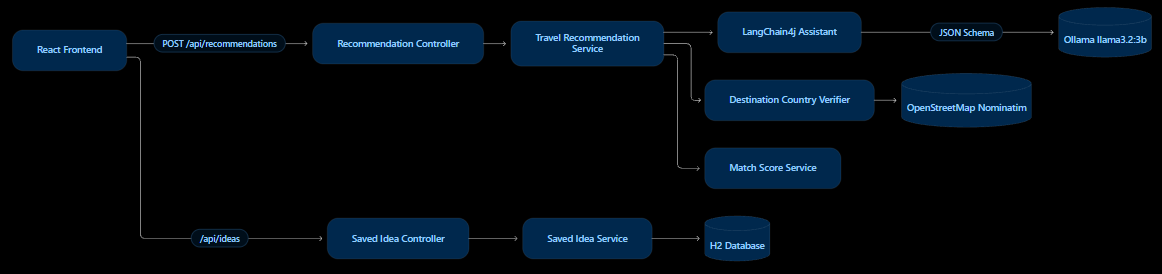 React Frontend
POST /api/recommendations
Recommendation Controller
Travel Recommendation
Service
LangChain4j Assistant
JSON Schema
Ollama llama3.2:3b
Destination Country Verifier
OpenStreetMap Nominatim
Match Score Service
/api/ideas
Saved Idea Controller
Saved Idea Service
H2 Database